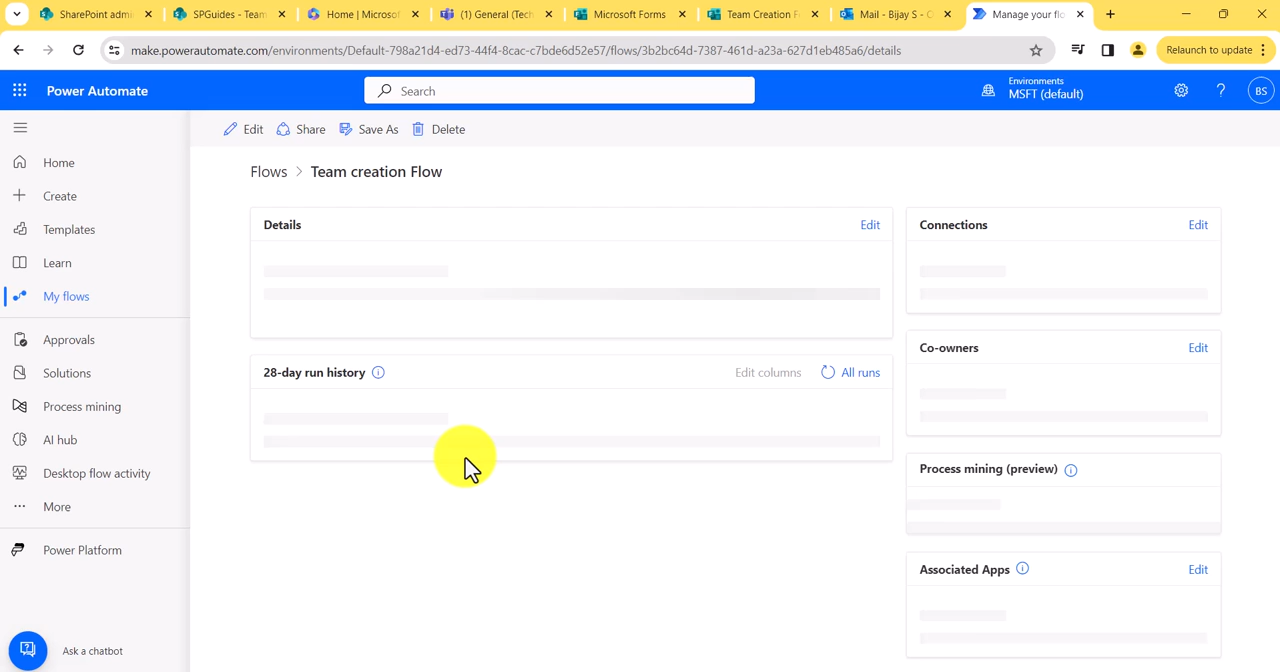 SharePoint admi
SPGuides - Team
Home | Microsof
(1) General (Tech
Microsoft Forms
Team Creation F
Mail - Bijay S - C
Manage your flo
make.powerautomate.com/environments/Default-798a21d4-ed73-44f4-8cac-c7bde6d52e57/flows/3b2bc64d-7387-461d-a23a-627d1eb485a6/details
Relaunch to update
Power Automate
Search
Environments
MSFT (default)
BS
Edit
Share
Save As
Delete
Home
Create
Templates
Learn
My flows
Approvals
Solutions
Process mining
AI hub
Desktop flow activity
More
Power Platform
Ask a chatbot
Flows > Team creation Flow
Details
Edit
28-day run history
Edit columns
All runs
Connections
Edit
Co-owners
Edit
Process mining (preview)
Associated Apps
Edit